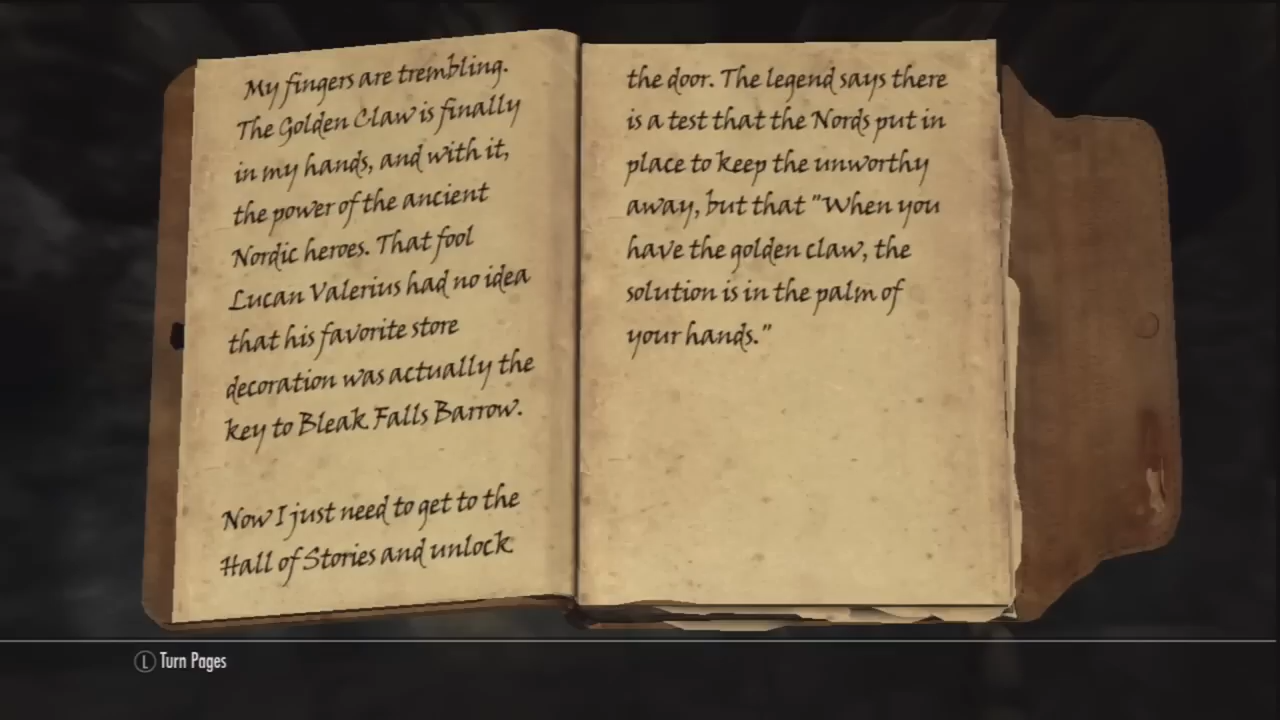 My fingers are trembling.
The Golden Claw is finally
in my hands, and with it,
the power of the ancient
Nordic heroes. That fool
Lucan Valerius had no idea
that his favorite store
decoration was actually the
key to Bleak Falls Barrow.
Now I just need to get to the
Hall of Stories and unlock
the door. The legend says there
is a test that the Nords put in
place to keep the unworthy
away, but that "When you
have the golden claw, the
solution is in the palm of
your hands."
L Turn Pages